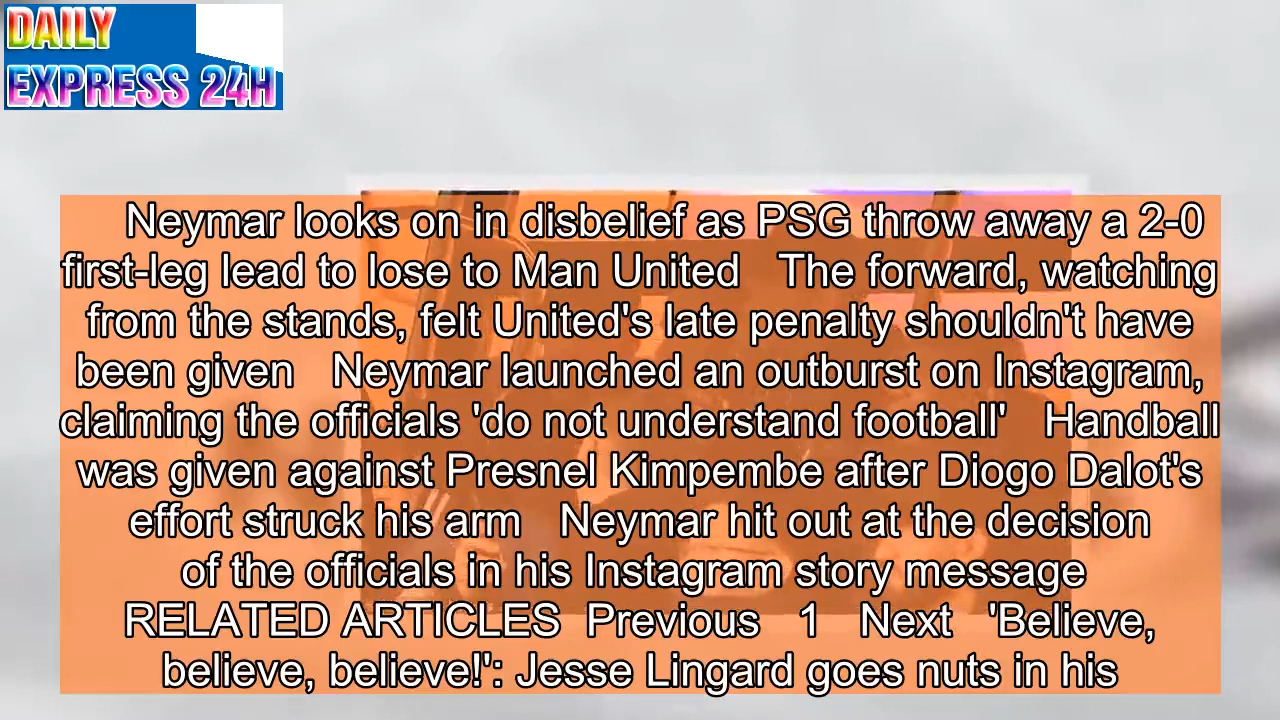 DAILY
EXPRESS 24H
Neymar looks on in disbelief as PSG throw away a 2-0
first-leg lead to lose to Man United   The forward, watching
from the stands, felt United's late penalty shouldn't have
been given   Neymar launched an outburst on Instagram,
claiming the officials 'do not understand football'   Handball
was given against Presnel Kimpembe after Diogo Dalot's
effort struck his arm   Neymar hit out at the decision
of the officials in his Instagram story message
RELATED ARTICLES  Previous   1   Next   'Believe,
believe, believe!': Jesse Lingard goes nuts in his